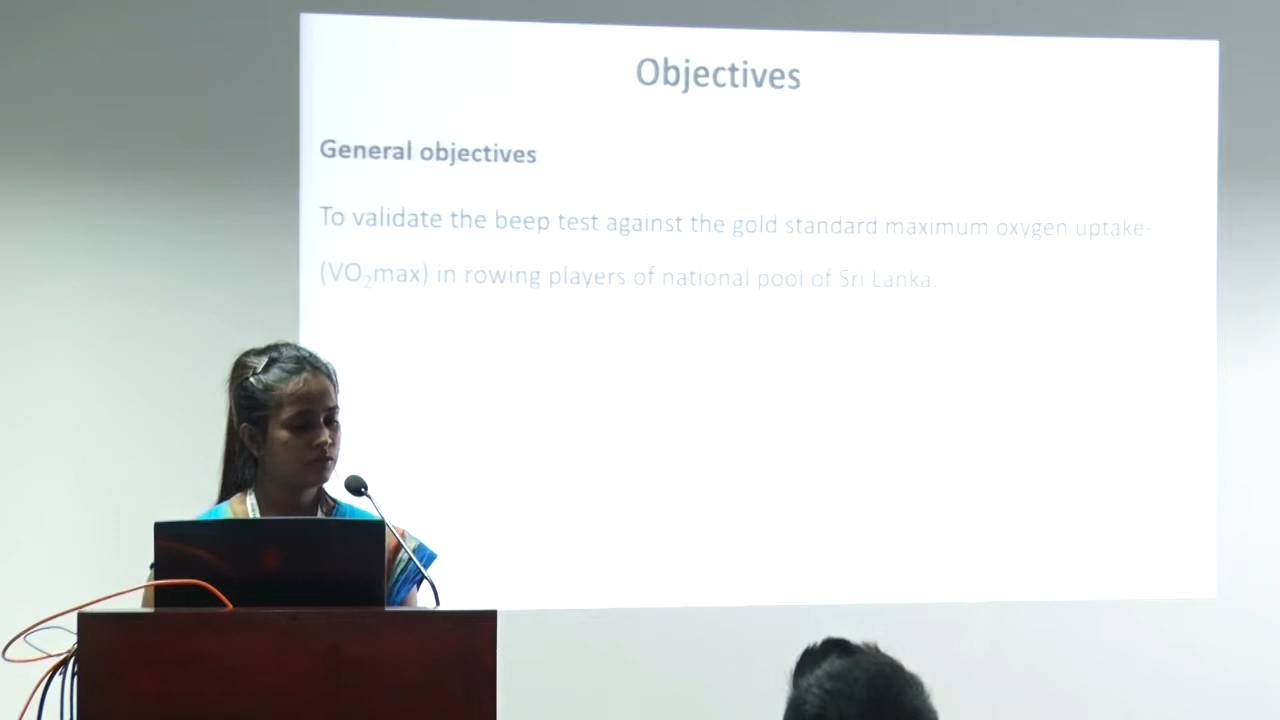 Objectives
General objectives
To validate the beep test against the gold standard maximum oxygen uptake-
(VO₂max) in rowing players of national pool of Sri Lanka.